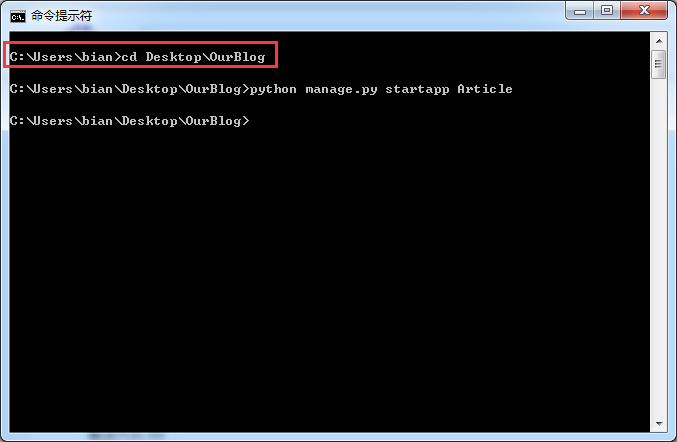 命令提示符
C:\Users\bian>cd Desktop\OurBlog
C:\Users\bian\Desktop\OurBlog>python manage.py startapp Article
C:\Users\bian\Desktop\OurBlog>